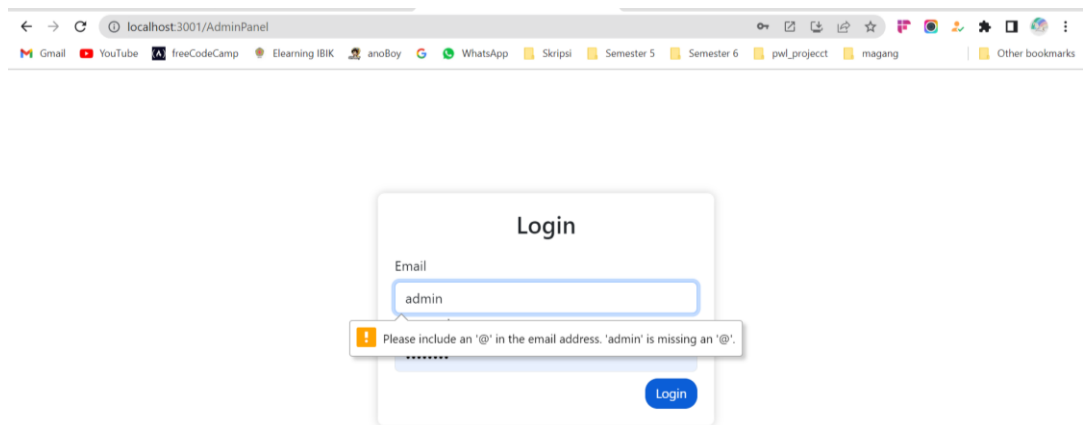 localhost:3001/AdminPanel
Gmail YouTube freeCodeCamp Elearning IBIK anoBoy WhatsApp Skripsi Semester 5 Semester 6 pwl_projecct magang Other bookmarks
Login
Email
admin
Please include an '@' in the email address. 'admin' is missing an '@'.
Login